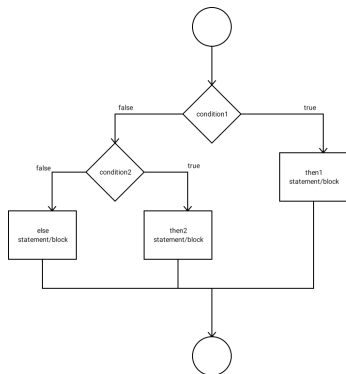 condition1
false
true
condition2
false
true
then1
statement/block
else
statement/block
then2
statement/block